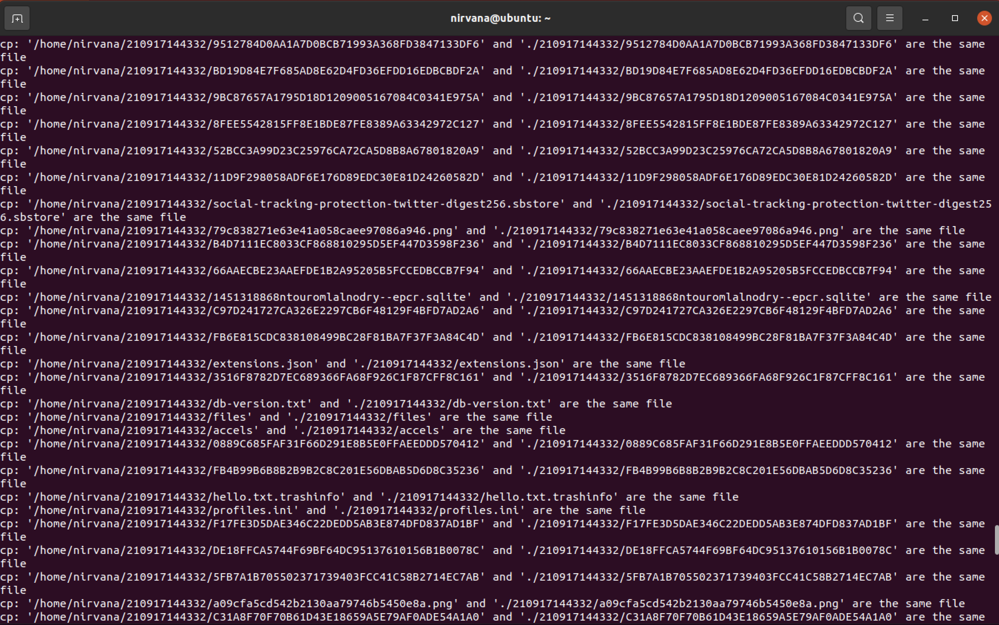 nirvana@ubuntu: ~
cp: '/home/nirvana/210917144332/9512784D0AA1A7D0BCB71993A368FD3847133DF6' and './210917144332/9512784D0AA1A7D0BCB71993A368FD3847133DF6' are the same
file
cp: '/home/nirvana/210917144332/BD19D84E7F685AD8E62D4FD36EFDD16EDBCBDF2A' and './210917144332/BD19D84E7F685AD8E62D4FD36EFDD16EDBCBDF2A' are the same
file
cp: '/home/nirvana/210917144332/9BC87657A1795D18D1209005167084C0341E975A' and './210917144332/9BC87657A1795D18D1209005167084C0341E975A' are the same
file
cp: '/home/nirvana/210917144332/8FEE5542815FF8E1BDE87FE8389A63342972C127' and './210917144332/8FEE5542815FF8E1BDE87FE8389A63342972C127' are the same
file
cp: '/home/nirvana/210917144332/52BCC3A99D23C25976CA72CA5D8B8A67801820A9' and './210917144332/52BCC3A99D23C25976CA72CA5D8B8A67801820A9' are the same
file
cp: '/home/nirvana/210917144332/11D9F298058ADF6E176D89EDC30E81D24260582D' and './210917144332/11D9F298058ADF6E176D89EDC30E81D24260582D' are the same
file
cp: '/home/nirvana/210917144332/social-tracking-protection-twitter-digest256.sbstore' and './210917144332/social-tracking-protection-twitter-digest25
6.sbstore' are the same file
cp: '/home/nirvana/210917144332/79c838271e63e41a058caee97086a946.png' and './210917144332/79c838271e63e41a058caee97086a946.png' are the same file
cp: '/home/nirvana/210917144332/B4D7111EC8033CF868810295D5EF447D3598F236' and './210917144332/B4D7111EC8033CF868810295D5EF447D3598F236' are the same
file
cp: '/home/nirvana/210917144332/66AAECBE23AAEFDE1B2A95205B5FCCEDBCCB7F94' and './210917144332/66AAECBE23AAEFDE1B2A95205B5FCCEDBCCB7F94' are the same
file
cp: '/home/nirvana/210917144332/1451318868ntouromlalnodry--epcr.sqlite' and './210917144332/1451318868ntouromlalnodry--epcr.sqlite' are the same file
cp: '/home/nirvana/210917144332/C97D241727CA326E2297CB6F48129F4BFD7AD2A6' and './210917144332/C97D241727CA326E2297CB6F48129F4BFD7AD2A6' are the same
file
cp: '/home/nirvana/210917144332/FB6E815CDC838108499BC28F81BA7F37F3A84C4D' and './210917144332/FB6E815CDC838108499BC28F81BA7F37F3A84C4D' are the same
file
cp: '/home/nirvana/210917144332/extensions.json' and './210917144332/extensions.json' are the same file
cp: '/home/nirvana/210917144332/3516F8782D7EC689366FA68F926C1F87CFF8C161' and './210917144332/3516F8782D7EC689366FA68F926C1F87CFF8C161' are the same
file
cp: '/home/nirvana/210917144332/db-version.txt' and './210917144332/db-version.txt' are the same file
cp: '/home/nirvana/210917144332/files' and './210917144332/files' are the same file
cp: '/home/nirvana/210917144332/accels' and './210917144332/accels' are the same file
cp: '/home/nirvana/210917144332/0889C685FAF31F66D291E8B5E0FFAEEDDD570412' and './210917144332/0889C685FAF31F66D291E8B5E0FFAEEDDD570412' are the same
file
cp: '/home/nirvana/210917144332/FB4B99B6B8B2B9B2C8C201E56DBAB5D6D8C35236' and './210917144332/FB4B99B6B8B2B9B2C8C201E56DBAB5D6D8C35236' are the same
file
cp: '/home/nirvana/210917144332/hello.txt.trashinfo' and './210917144332/hello.txt.trashinfo' are the same file
cp: '/home/nirvana/210917144332/profiles.ini' and './210917144332/profiles.ini' are the same file
cp: '/home/nirvana/210917144332/F17FE3D5DAE346C22DEDD5AB3E874DFD837AD1BF' and './210917144332/F17FE3D5DAE346C22DEDD5AB3E874DFD837AD1BF' are the same
file
cp: '/home/nirvana/210917144332/DE18FFCA5744F69BF64DC95137610156B1B0078C' and './210917144332/DE18FFCA5744F69BF64DC95137610156B1B0078C' are the same
file
cp: '/home/nirvana/210917144332/5FB7A1B705502371739403FCC41C58B2714EC7AB' and './210917144332/5FB7A1B705502371739403FCC41C58B2714EC7AB' are the same
file
cp: '/home/nirvana/210917144332/a09cfa5cd542b2130aa79746b5450e8a.png' and './210917144332/a09cfa5cd542b2130aa79746b5450e8a.png' are the same file
cp: '/home/nirvana/210917144332/C31A8F70F70B61D43E18659A5E79AF0ADE54A1A0' and './210917144332/C31A8F70F70B61D43E18659A5E79AF0ADE54A1A0' are the same